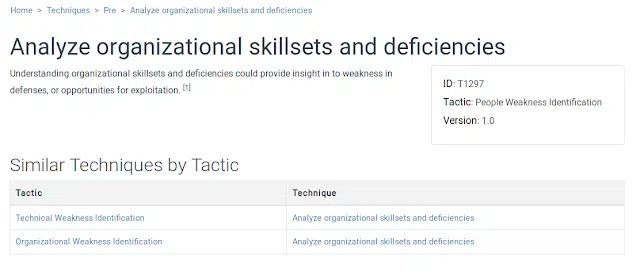 Home > Techniques > Pre > Analyze organizational skillsets and deficiencies
Analyze organizational skillsets and deficiencies
Understanding organizational skillsets and deficiencies could provide insight in to weakness in
defenses, or opportunities for exploitation. [1]
ID: T1297
Tactic: People Weakness Identification
Version: 1.0
Similar Techniques by Tactic
Tactic Technique
Technical Weakness Identification Analyze organizational skillsets and deficiencies
Organizational Weakness Identification Analyze organizational skillsets and deficiencies